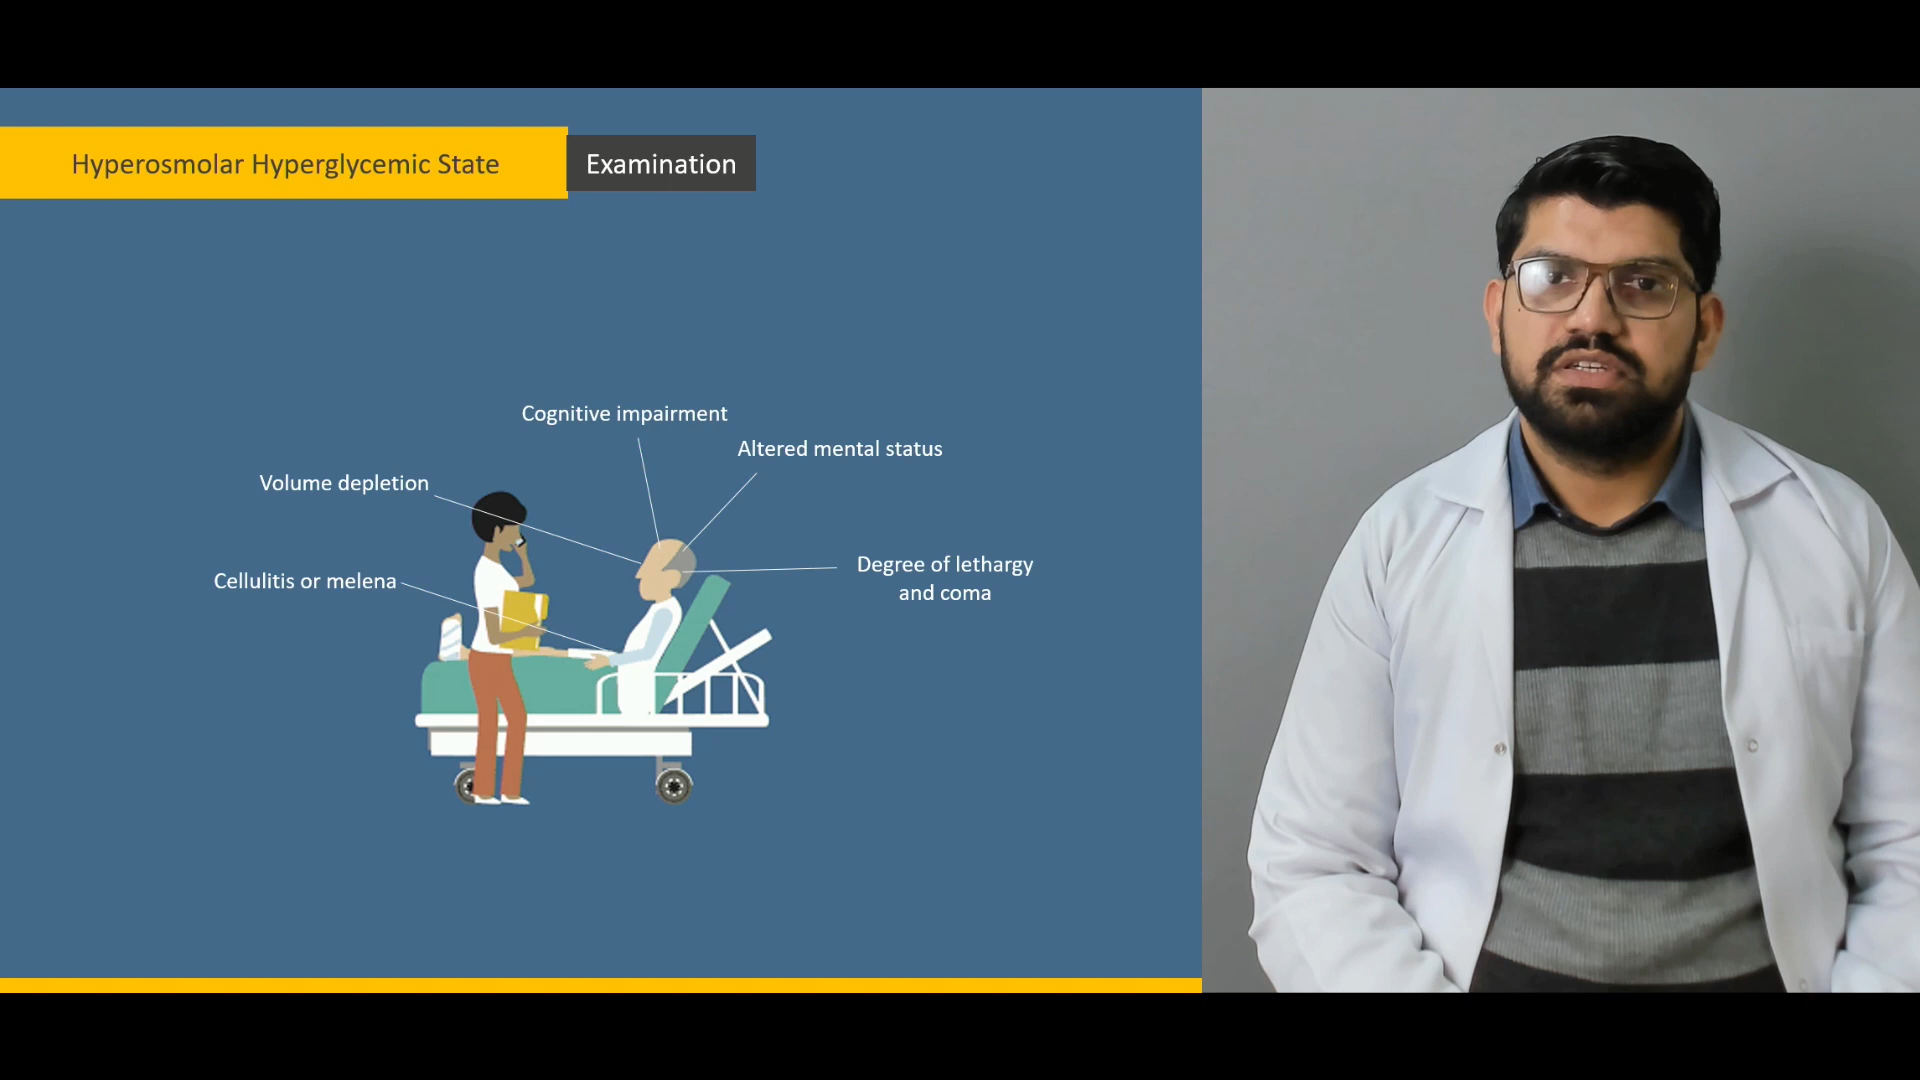 Hyperosmolar Hyperglycemic State
Examination
Cognitive impairment
Altered mental status
Volume depletion
Degree of lethargy
and coma
Cellulitis or melena